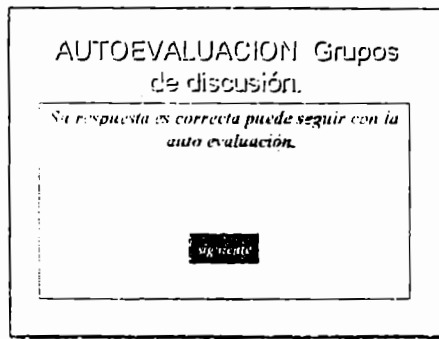 AUTOEVALUACION Grupos
de discusión.
Su respuesta es correcta puede seguir con la
auto evaluación.
siguiente